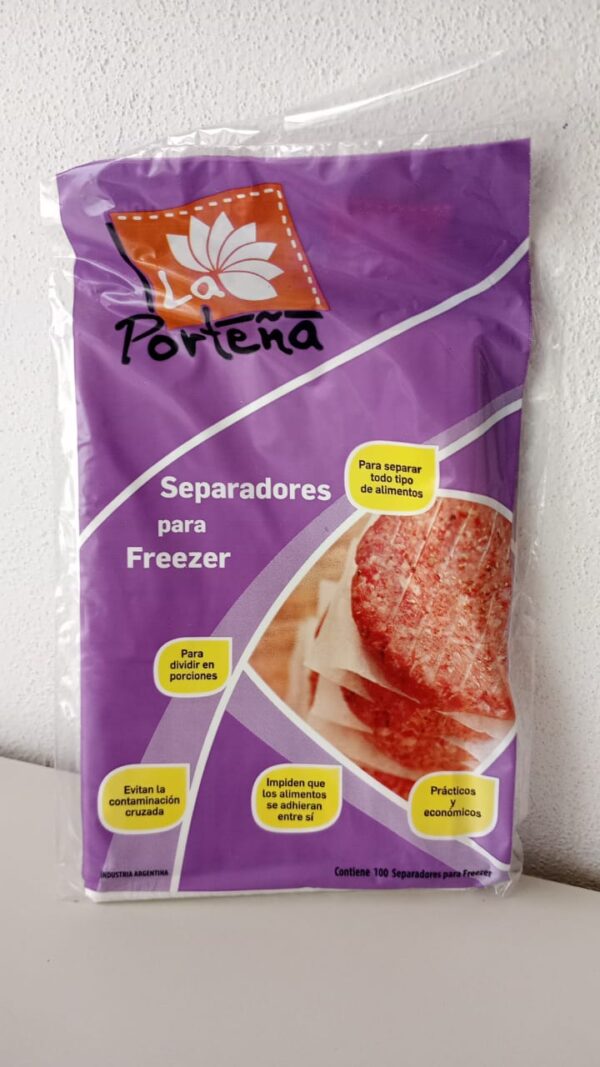 La
Porteña
Separadores
para
Freezer
Para separar
todo tipo
de alimentos
Para
dividir en
porciones
Evitan la
contaminación
cruzada
Impiden que
los alimentos
se adhieran
entre sí
Prácticos
y
económicos
INDUSTRIA ARGENTINA
Contiene 100 Separadores para Freezer